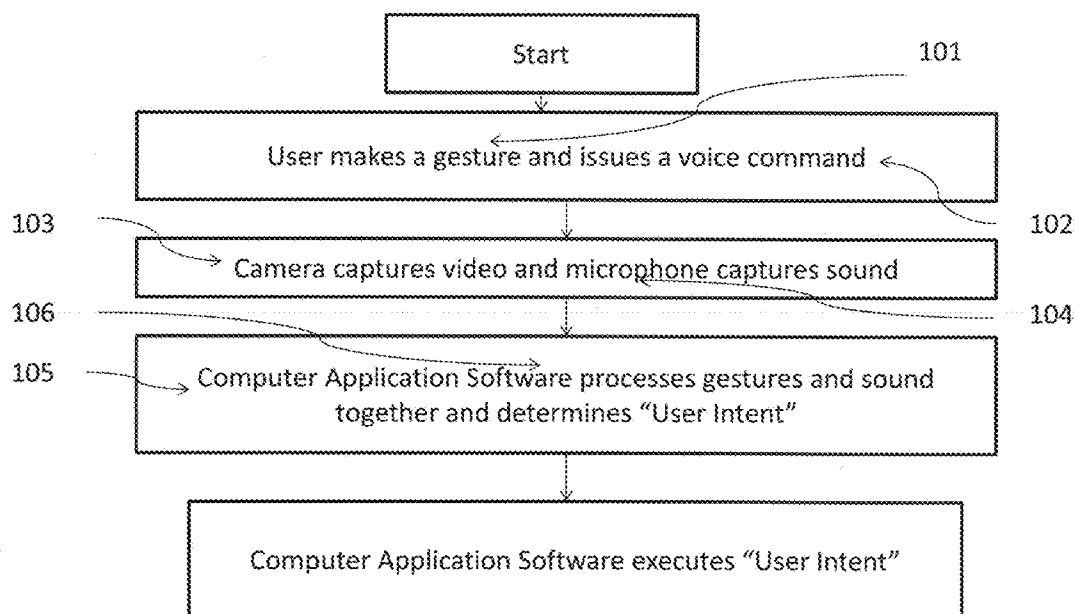 Start
101
User makes a gesture and issues a voice command
102
103
Camera captures video and microphone captures sound
104
106
105
Computer Application Software processes gestures and sound
together and determines “User Intent”
Computer Application Software executes “User Intent”